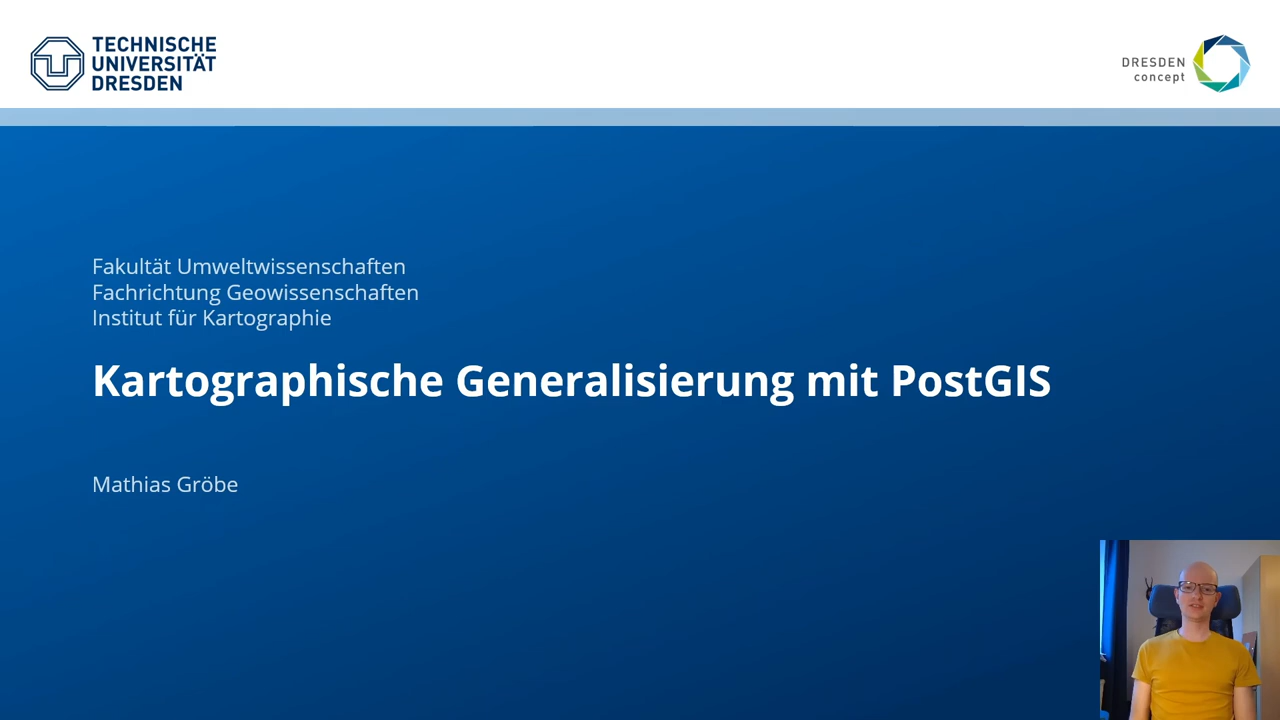 TECHNISCHE
UNIVERSITÄT
DRESDEN
DRESDEN
concept
Fakultät Umweltwissenschaften
Fachrichtung Geowissenschaften
Institut für Kartographie
Kartographische Generalisierung mit PostGIS
Mathias Gröbe